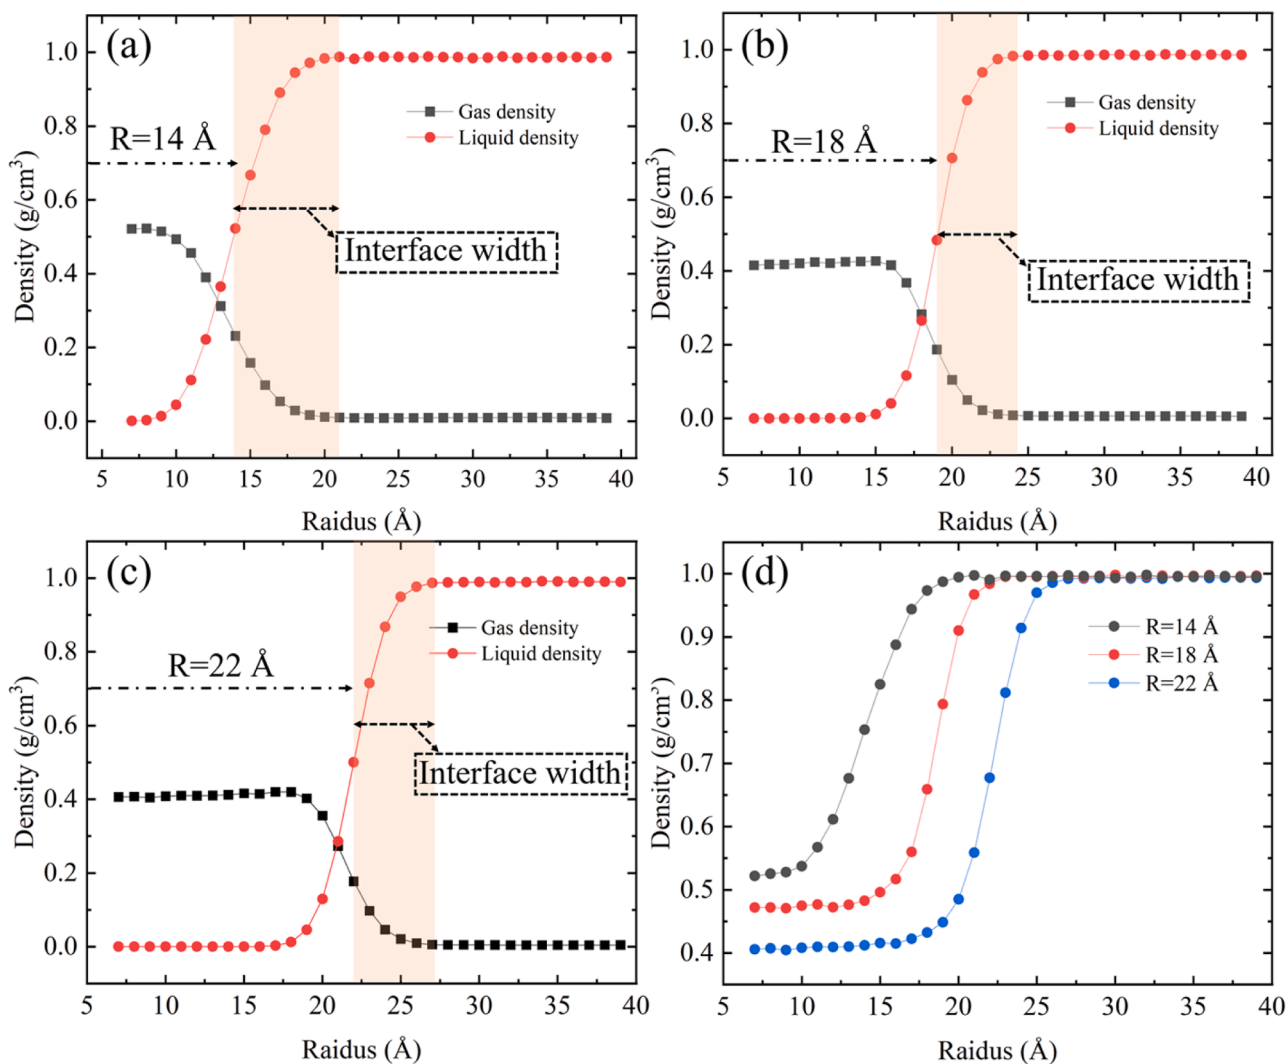 (a)
1.0
0.8
0.6
0.4
0.2
0.0
Density (g/cm³)
Gas density
Liquid density
R=14 Å
Interface width
5 10 15 20 25 30 35 40
Raidus (Å)
(b)
1.0
0.8
0.6
0.4
0.2
0.0
Density (g/cm³)
Gas density
Liquid density
R=18 Å
Interface width
5 10 15 20 25 30 35 40
Raidus (Å)
(c)
1.0
0.8
0.6
0.4
0.2
0.0
Density (g/cm³)
Gas density
Liquid density
R=22 Å
Interface width
5 10 15 20 25 30 35 40
Raidus (Å)
(d)
1.0
0.9
0.8
0.7
0.6
0.5
0.4
Density (g/cm³)
R=14 Å
R=18 Å
R=22 Å
5 10 15 20 25 30 35 40
Raidus (Å)